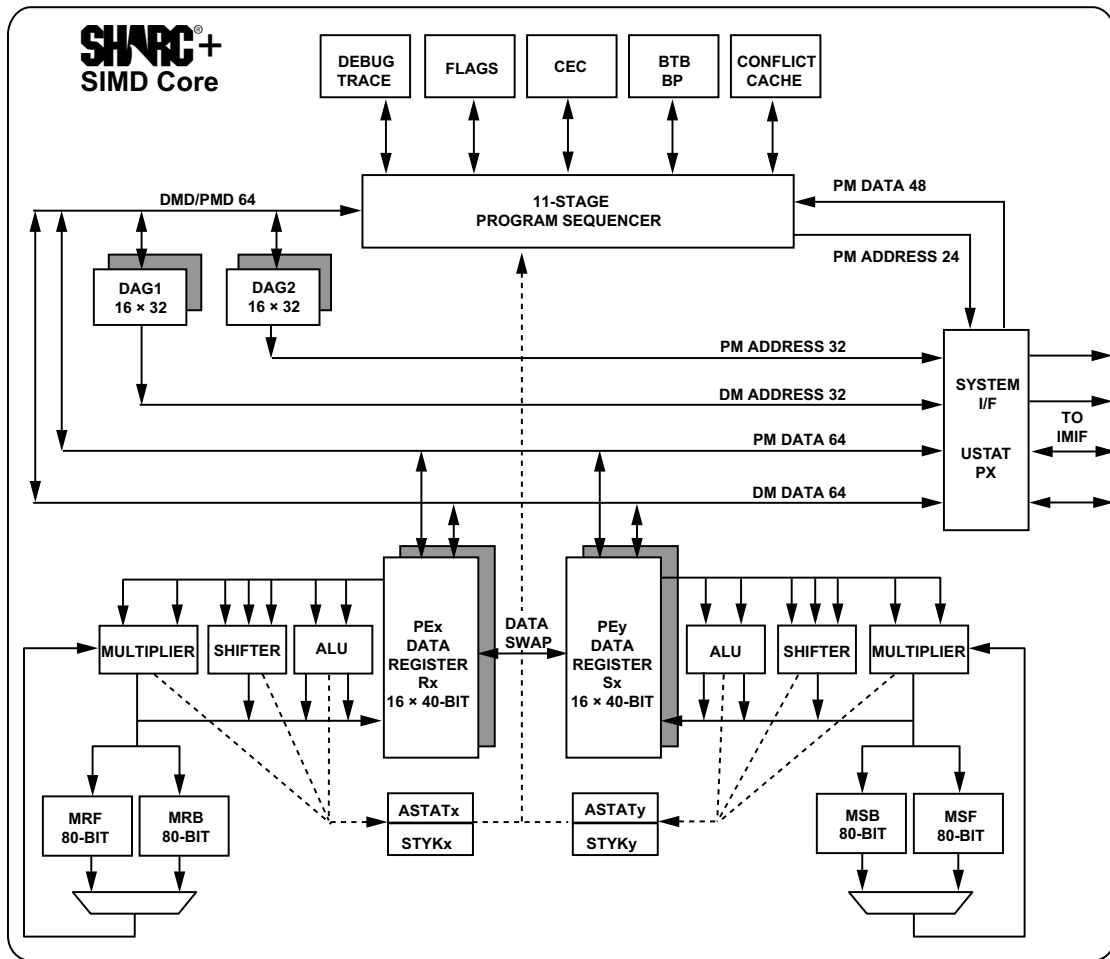 SHARC®+
SIMD Core
DEBUG
TRACE
FLAGS
CEC
BTB
BP
CONFLICT
CACHE
DMD/PMD 64
11-STAGE
PROGRAM SEQUENCER
PM DATA 48
PM ADDRESS 24
DAG1
16 × 32
DAG2
16 × 32
PM ADDRESS 32
DM ADDRESS 32
PM DATA 64
DM DATA 64
SYSTEM
I/F
USTAT
PX
TO
IMIF
MULTIPLIER
SHIFTER
ALU
PEx
DATA
REGISTER
Rx
16 × 40-BIT
DATA
SWAP
PEy
DATA
REGISTER
Sx
16 × 40-BIT
ALU
SHIFTER
MULTIPLIER
MRF
80-BIT
MRB
80-BIT
ASTATx
STYKx
ASTATy
STYKy
MSB
80-BIT
MSF
80-BIT